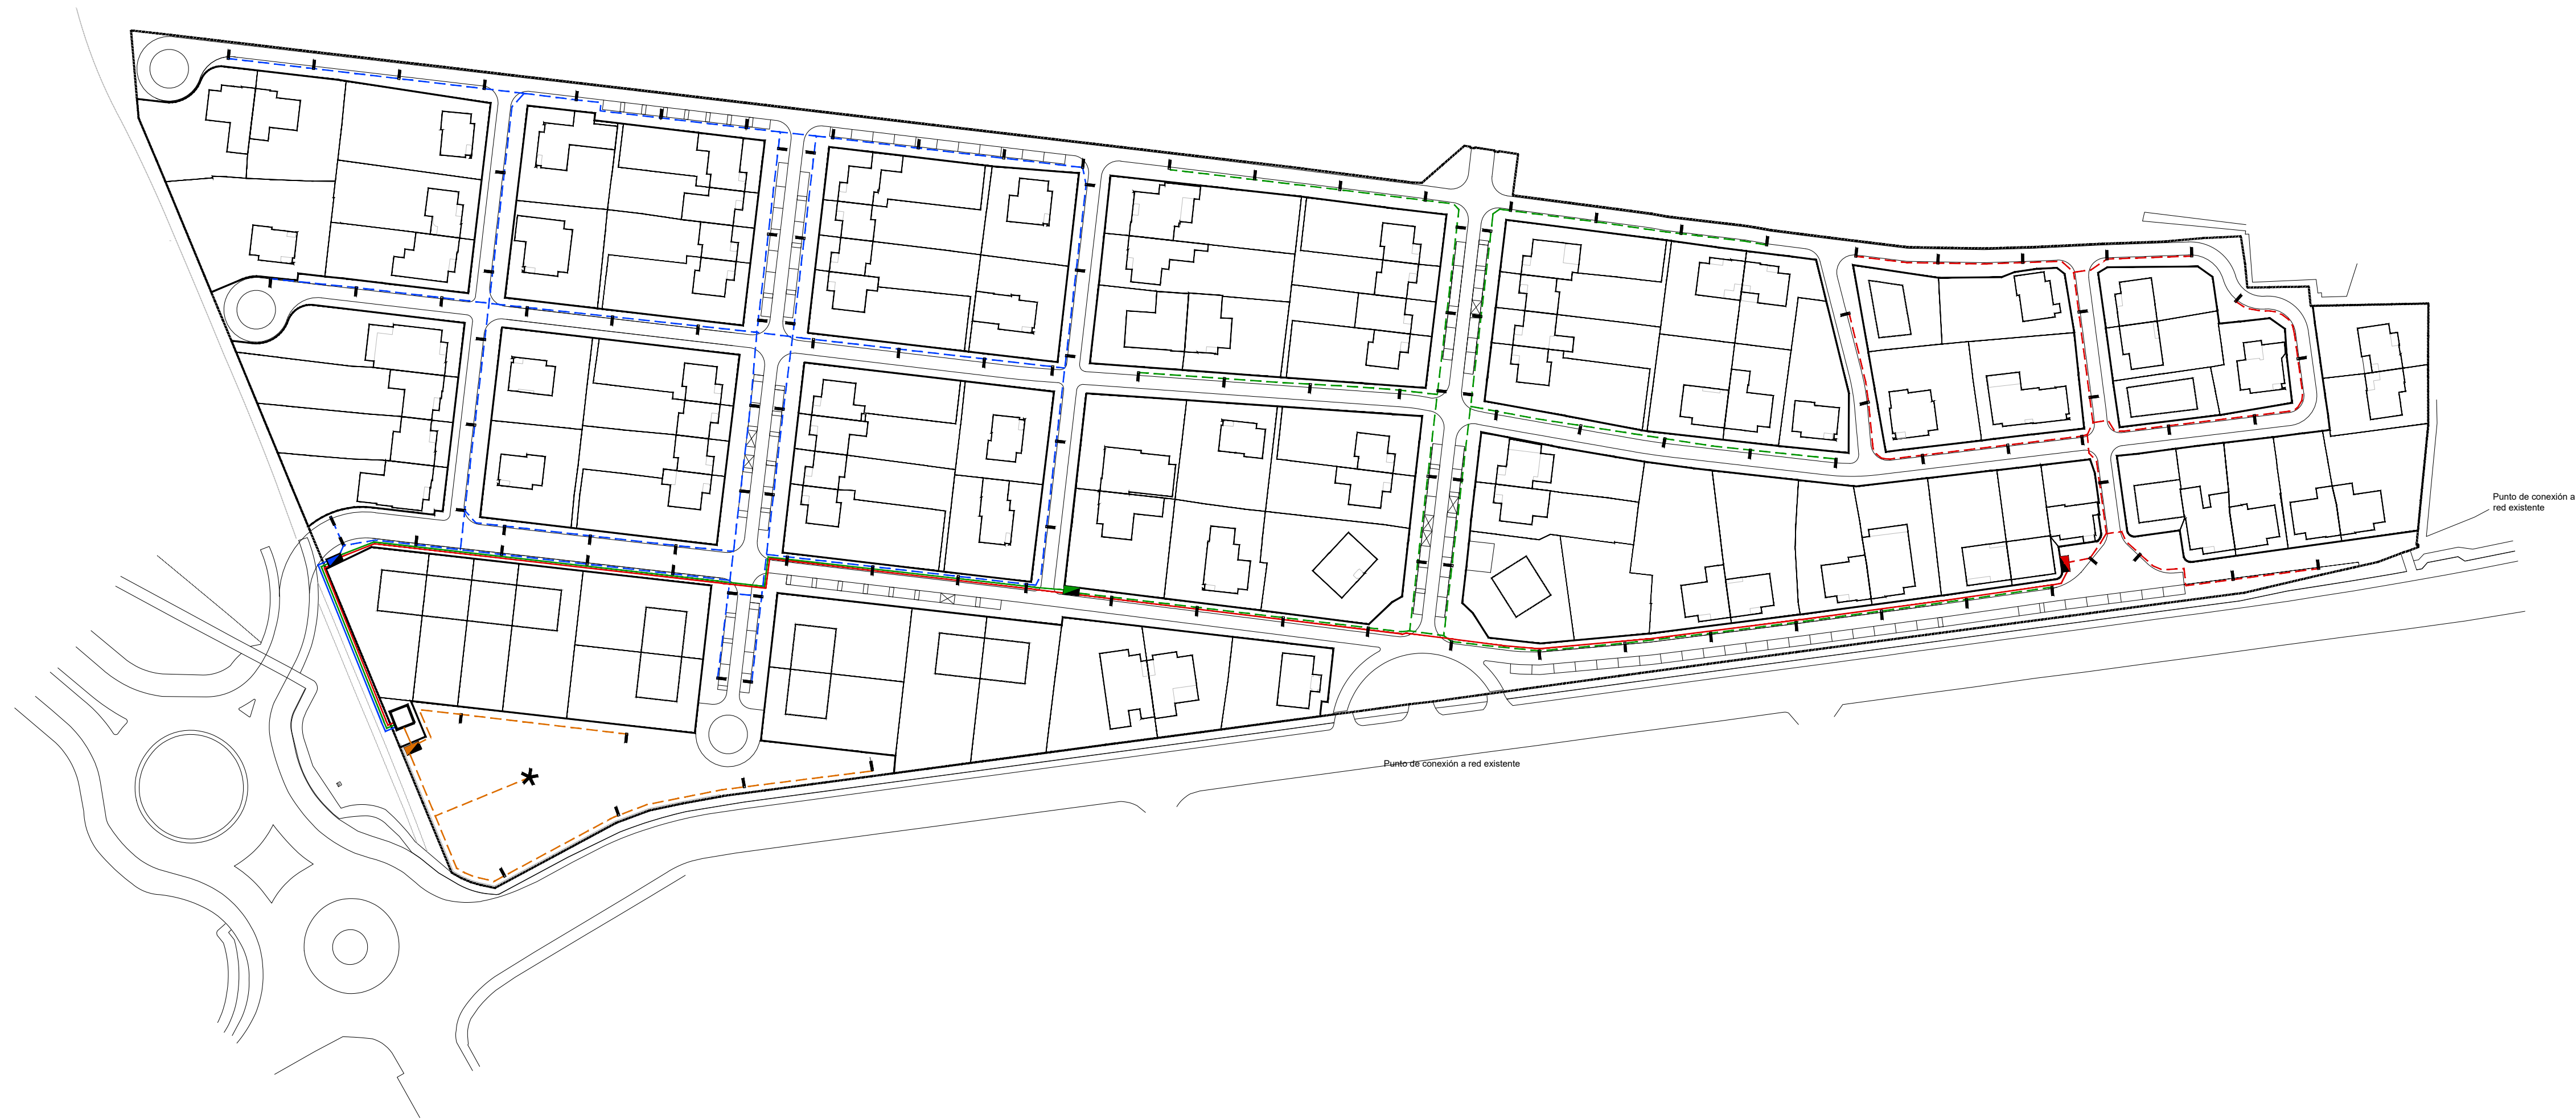 Punto de conexión a
red existente
Punto de conexión a red existente